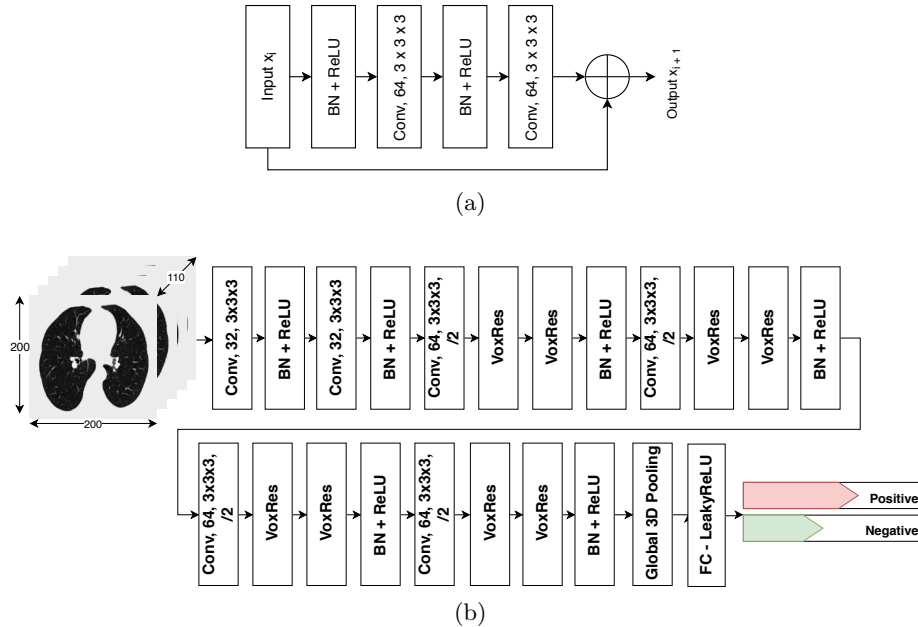 Input xi
BN + ReLU
Conv, 64, 3 x 3 x 3
BN + ReLU
Conv, 64, 3 x 3 x 3
Output xi + 1
(a)
110
200
200
Conv, 32, 3x3x3
BN + ReLU
Conv, 32, 3x3x3
BN + ReLU
Conv, 64, 3x3x3,
/2
VoxRes
VoxRes
BN + ReLU
Conv, 64, 3x3x3,
/2
VoxRes
VoxRes
BN + ReLU
Conv, 64, 3x3x3,
/2
VoxRes
VoxRes
BN + ReLU
Conv, 64, 3x3x3,
/2
VoxRes
VoxRes
BN + ReLU
Global 3D Pooling
FC - LeakyReLU
Positive
Negative
(b)